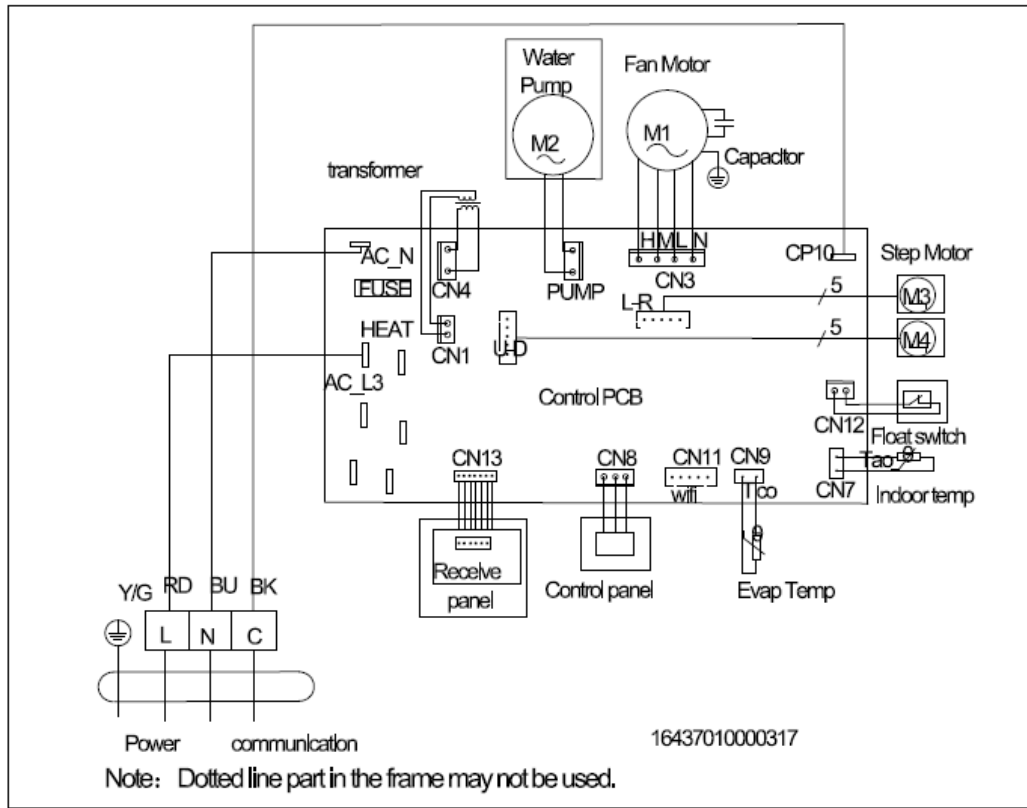 Water
Pump
M2
Fan Motor
M1
Capacitor
transformer
AC_N
FUSE
CN4
PUMP
H M L N
CN3
CP10
Step Motor
L-R
5
M3
HEAT
CN1
U-D
5
M4
AC_L3
Control PCB
CN12
Float switch
CN13
CN8
CN11
wifi
CN9
Tco
Tao
θ
CN7
Indoor temp
θ
Receive
panel
Control panel
Evap Temp
Y/G
RD
BU
BK
L
N
C
Power
communication
16437010000317
Note: Dotted line part in the frame may not be used.